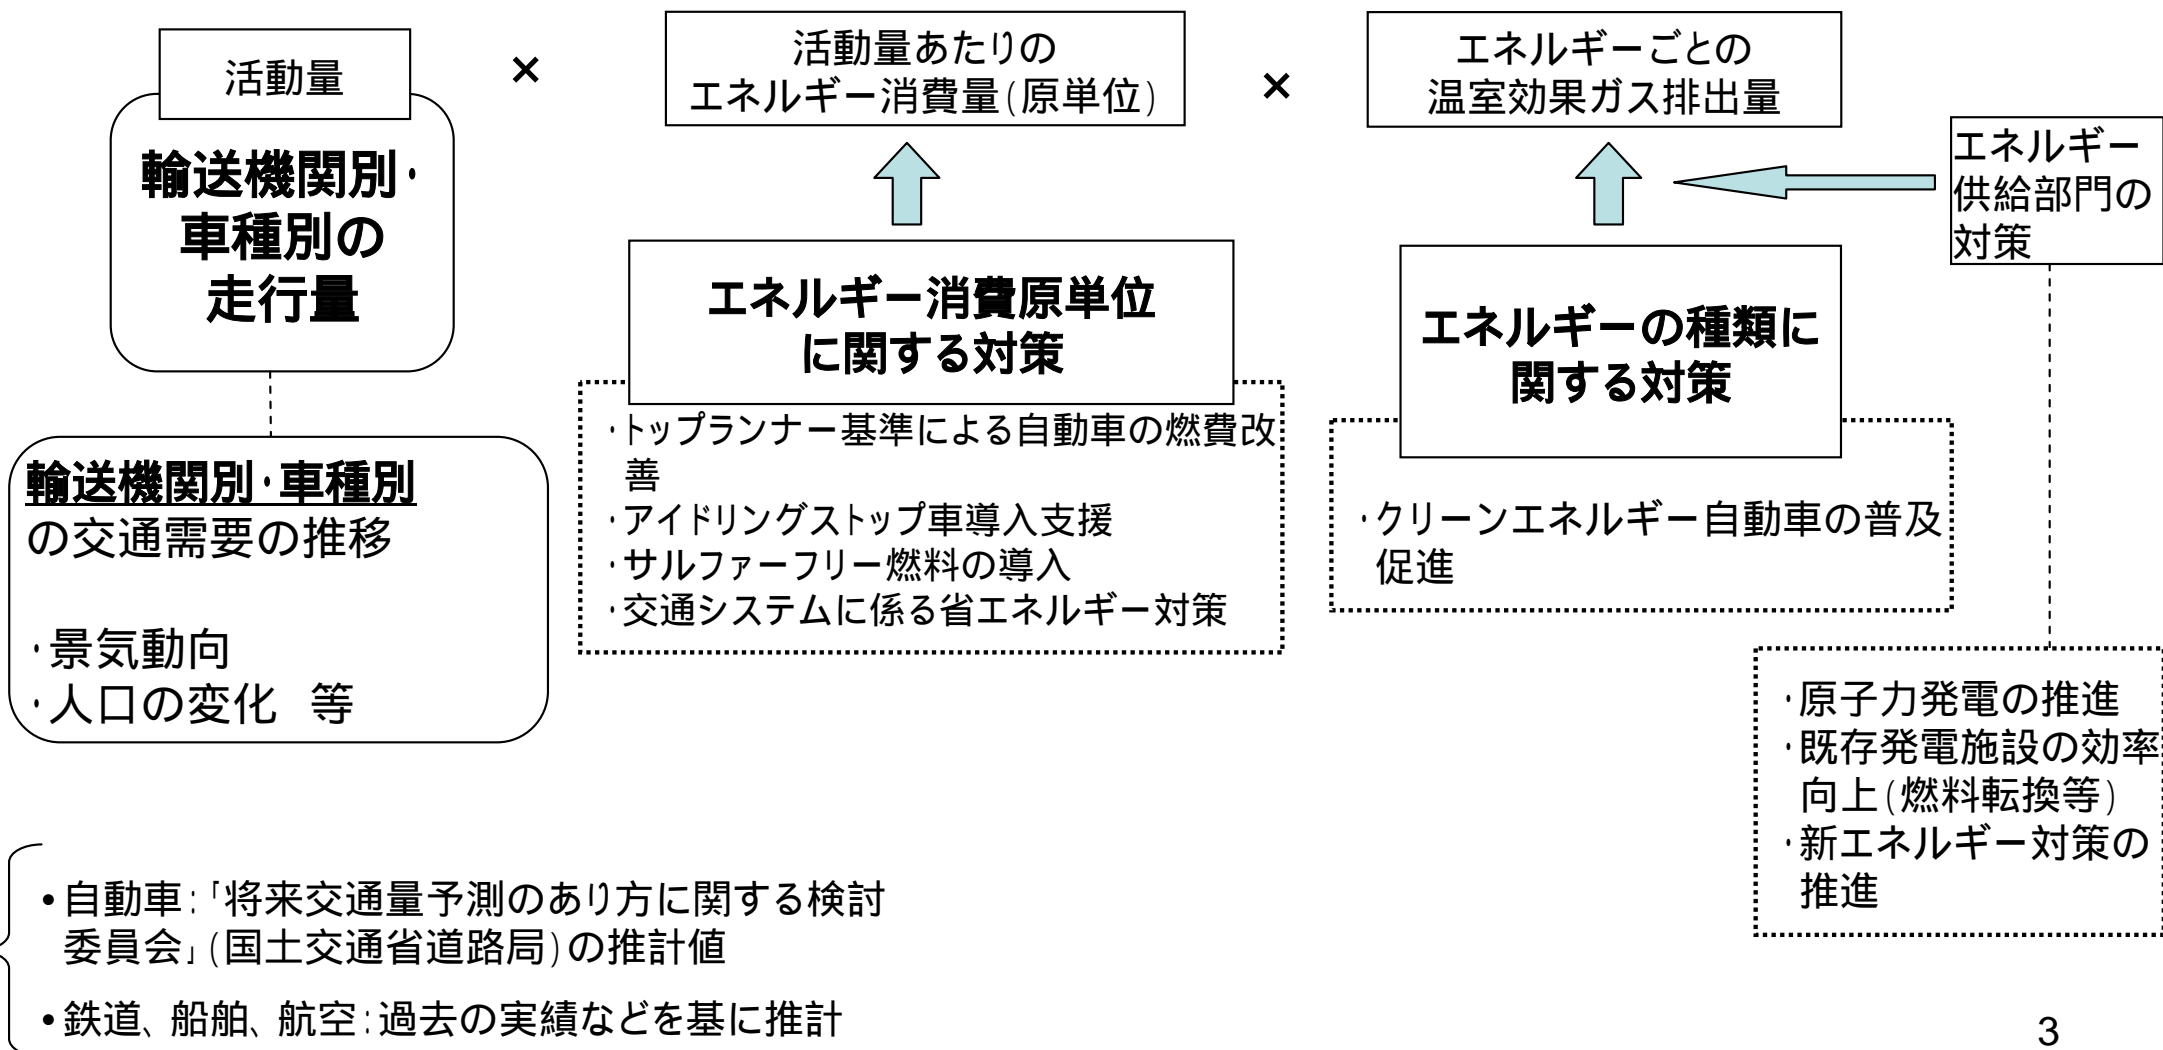 活動量
×
活動量あたりの
エネルギー消費量(原単位)
×
エネルギーごとの
温室効果ガス排出量
輸送機関別・
車種別の
走行量
エネルギー
供給部門の
対策
エネルギー消費原単位
に関する対策
エネルギーの種類に
関する対策
輸送機関別・車種別
の交通需要の推移
・景気動向
・人口の変化 等
・トップランナー基準による自動車の燃費改
善
・アイドリングストップ車導入支援
・サルファーフリー燃料の導入
・交通システムに係る省エネルギー対策
・クリーンエネルギー自動車の普及
促進
・原子力発電の推進
・既存発電施設の効率
向上(燃料転換等)
・新エネルギー対策の
推進
•自動車:「将来交通量予測のあり方に関する検討
委員会」(国土交通省道路局)の推計値
•鉄道、船舶、航空:過去の実績などを基に推計
3